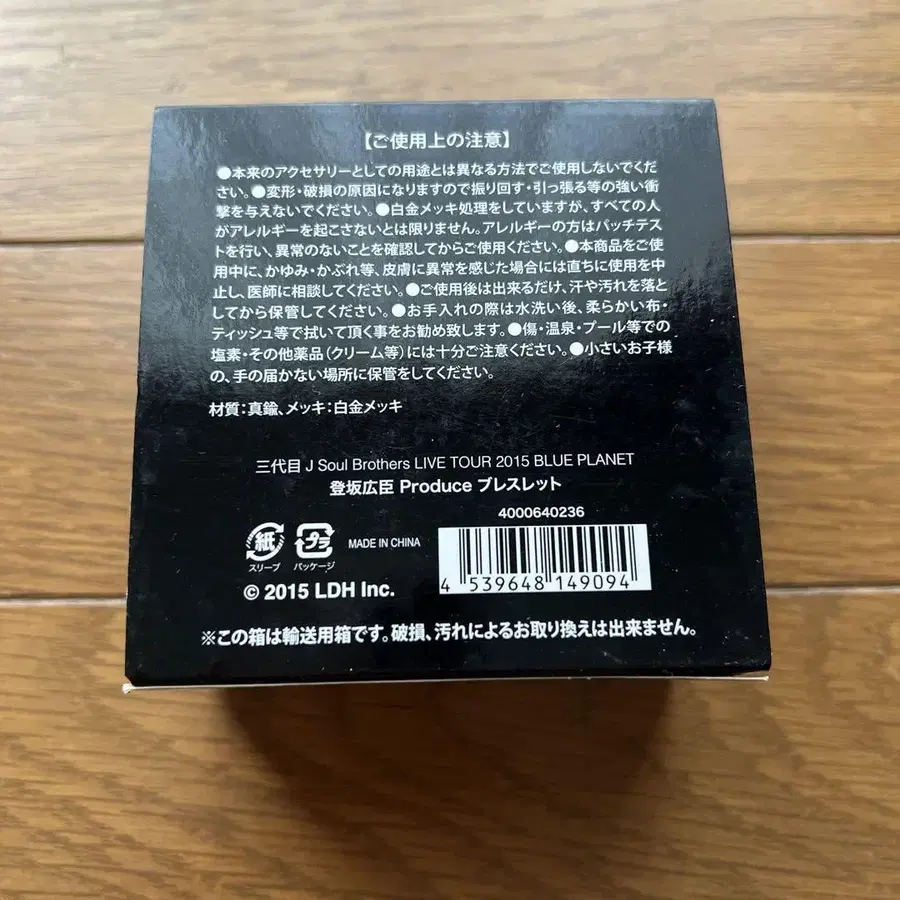 【ご使用上の注意】
●本来のアクセサリーとしての用途とは異なる方法でご使用しないでくだ
さい。●変形・破損の原因になりますので振り回す・引っ張る等の強い衝
撃を与えないでください。●白金メッキ処理をしていますが、すべての人
がアレルギーを起こさないとは限りません。アレルギーの方はパッチテス
トを行い、異常のないことを確認してからご使用ください。●本商品をご使
用中に、かゆみ・かぶれ等、皮膚に異常を感じた場合には直ちに使用を中
止し、医師に相談してください。●ご使用後は出来るだけ、汗や汚れを落と
してから保管してください。●お手入れの際は水洗い後、柔らかい布・
ティッシュ等で拭いて頂く事をお勧め致します。●傷・温泉・プール等での
塩素・その他薬品（クリーム等）には十分ご注意ください。●小さいお子様
の、手の届かない場所に保管をしてください。
材質：真鍮、メッキ：白金メッキ
三代目 J Soul Brothers LIVE TOUR 2015 BLUE PLANET
登坂広臣 Produce ブレスレット
4000640236
紙 プラ MADE IN CHINA
スリーブ パッケージ
4 539648 149094
© 2015 LDH Inc.
※この箱は輸送用箱です。破損、汚れによるお取り換えは出来ません。